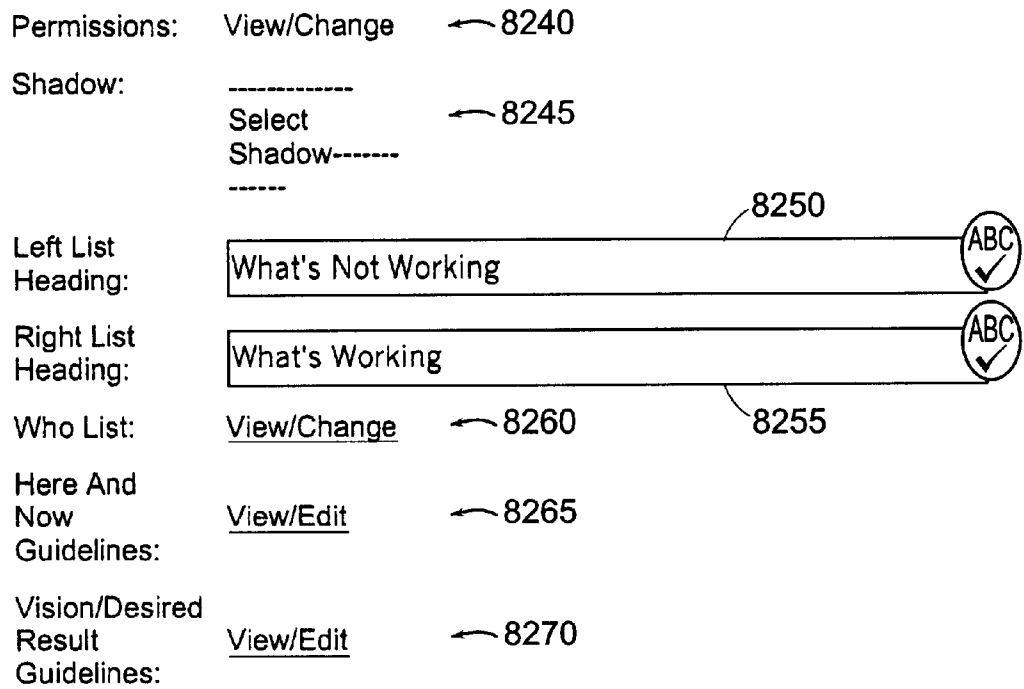 Permissions: View/Change 8240
Shadow: -------------
Select 8245
Shadow-------
------
8250
Left List
Heading: What's Not Working ABC
Right List
Heading: What's Working ABC
8255
Who List: View/Change 8260
Here And
Now
Guidelines: View/Edit 8265
Vision/Desired
Result
Guidelines: View/Edit 8270